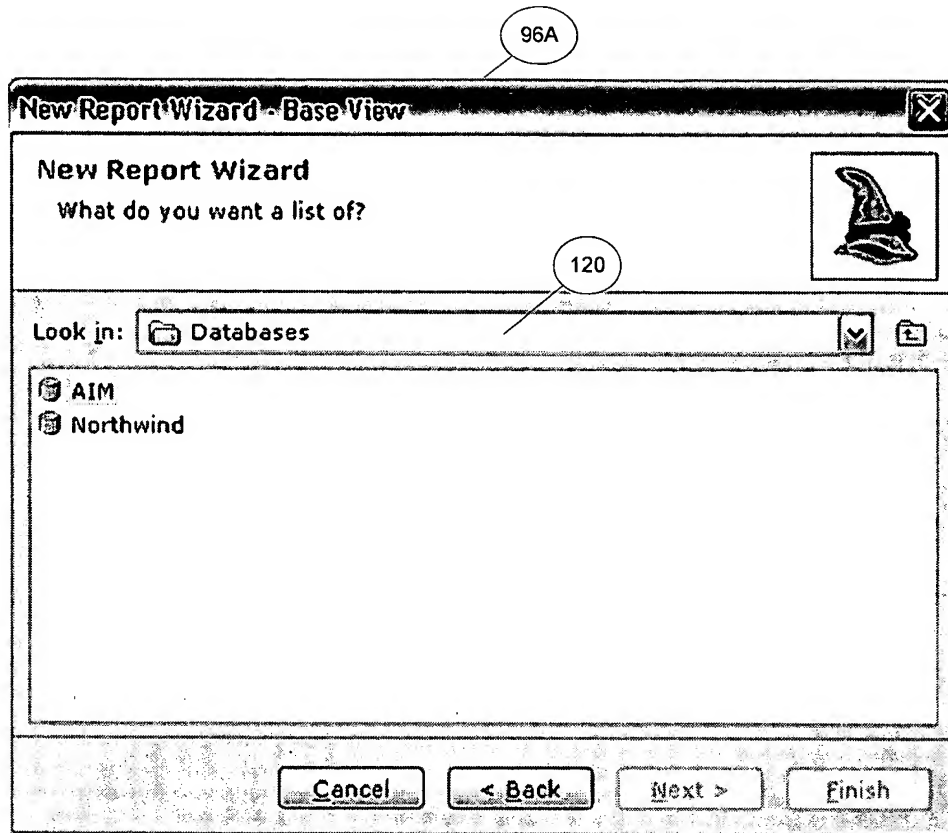 96A
New Report Wizard - Base View
New Report Wizard
What do you want a list of?
120
Look in: Databases
AIM
Northwind
Cancel < Back Next > Finish